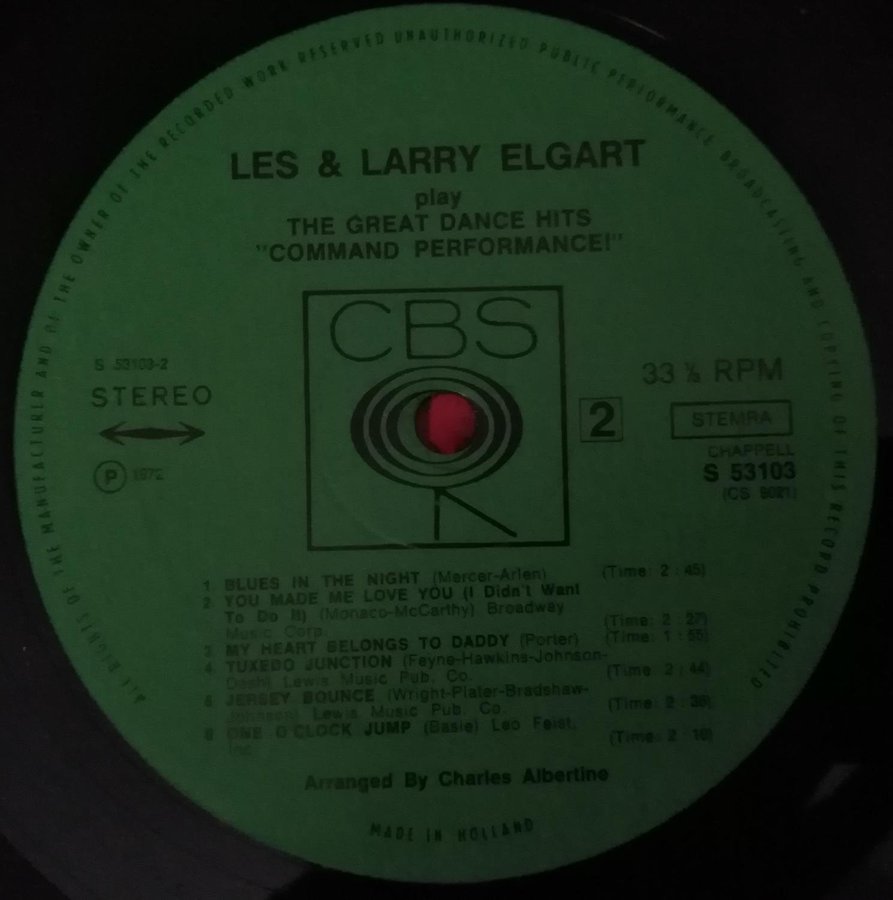 ALL RIGHTS OF THE MANUFACTURER AND OF THE OWNER OF THE RECORDED WORK RESERVED UNAUTHORIZED PUBLIC PERFORMANCE BROADCASTING AND COPYING OF THIS RECORD PROHIBITED
LES & LARRY ELGART
play
THE GREAT DANCE HITS
"COMMAND PERFORMANCE!"
CBS
S 53103-2
STEREO
P 1972
33 ⅓ RPM
2
STEMRA
CHAPPELL
S 53103
(CS 9021)
1 BLUES IN THE NIGHT (Mercer-Arlen) (Time: 2:45)
2 YOU MADE ME LOVE YOU (I Didn't Want
To Do It) (Monaco-McCarthy) Broadway
Music Corp. (Time: 2:27)
3 MY HEART BELONGS TO DADDY (Porter) (Time: 1:55)
4 TUXEDO JUNCTION (Feyne-Hawkins-Johnson-
Dash) Lewis Music Pub. Co. (Time: 2:44)
5 JERSEY BOUNCE (Wright-Plater-Bradshaw-
Johnson) Lewis Music Pub. Co. (Time: 2:36)
6 ONE O'CLOCK JUMP (Basie) Leo Feist,
Inc. (Time: 2:16)
Arranged By Charles Albertine
MADE IN HOLLAND